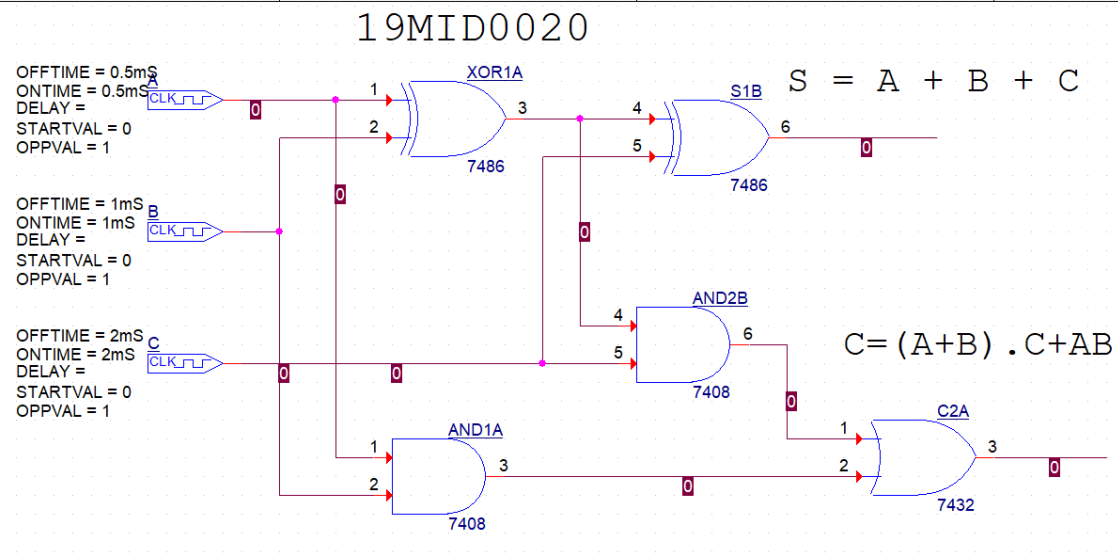 19MID0020
OFFTIME = 0.5mS
ONTIME = 0.5mS
DELAY =
STARTVAL = 0
OPPVAL = 1
A
CLK
0
1
2
XOR1A
3
7486
0
4
5
S1B
6
7486
0
S = A + B + C
OFFTIME = 1mS
ONTIME = 1mS
DELAY =
STARTVAL = 0
OPPVAL = 1
B
CLK
0
OFFTIME = 2mS
ONTIME = 2mS
DELAY =
STARTVAL = 0
OPPVAL = 1
C
CLK
0
0
4
5
AND2B
6
7408
0
C=(A+B).C+AB
1
2
AND1A
3
7408
0
1
2
C2A
3
7432
0